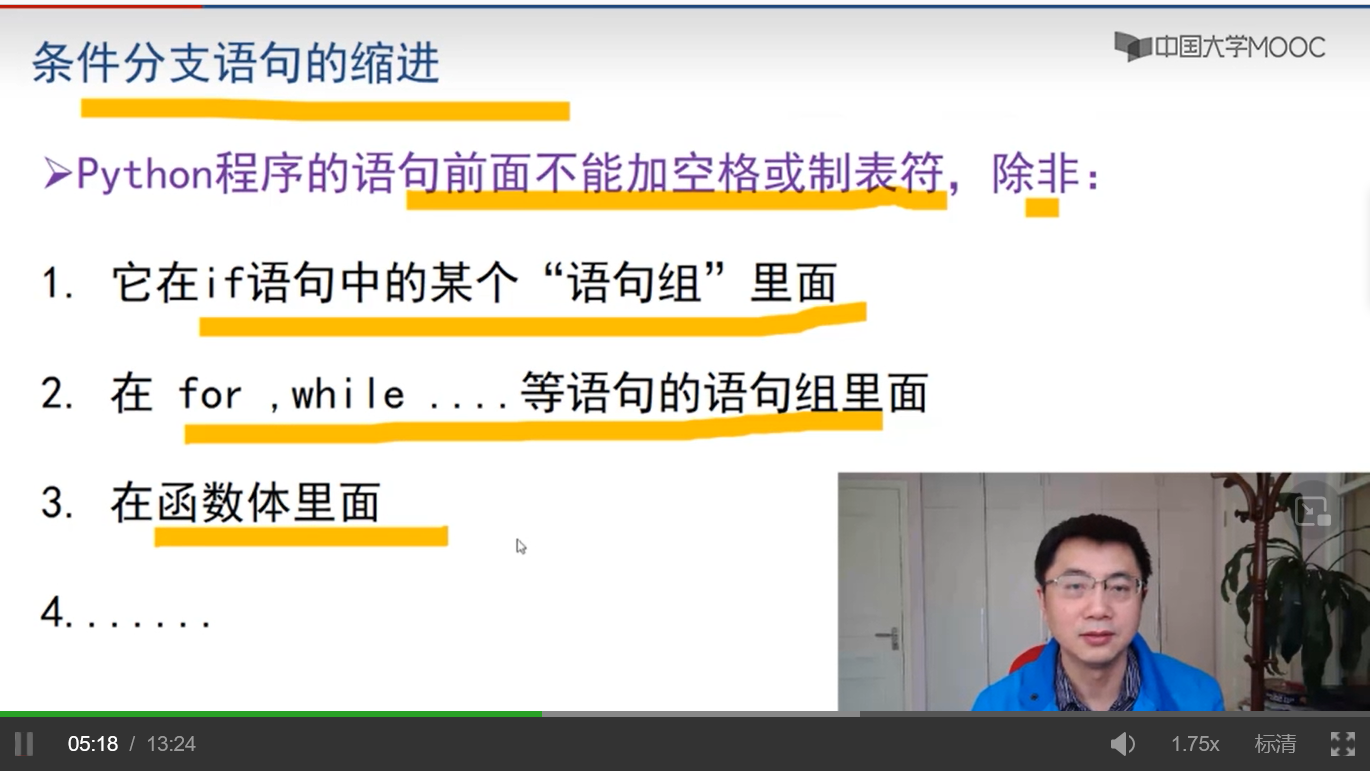 条件分支语句的缩进
中国大学MOOC
➢Python程序的语句前面不能加空格或制表符，除非：
1. 它在if语句中的某个“语句组”里面
2. 在 for ,while ....等语句的语句组里面
3. 在函数体里面
4.......
05:18 / 13:24
1.75x
标清